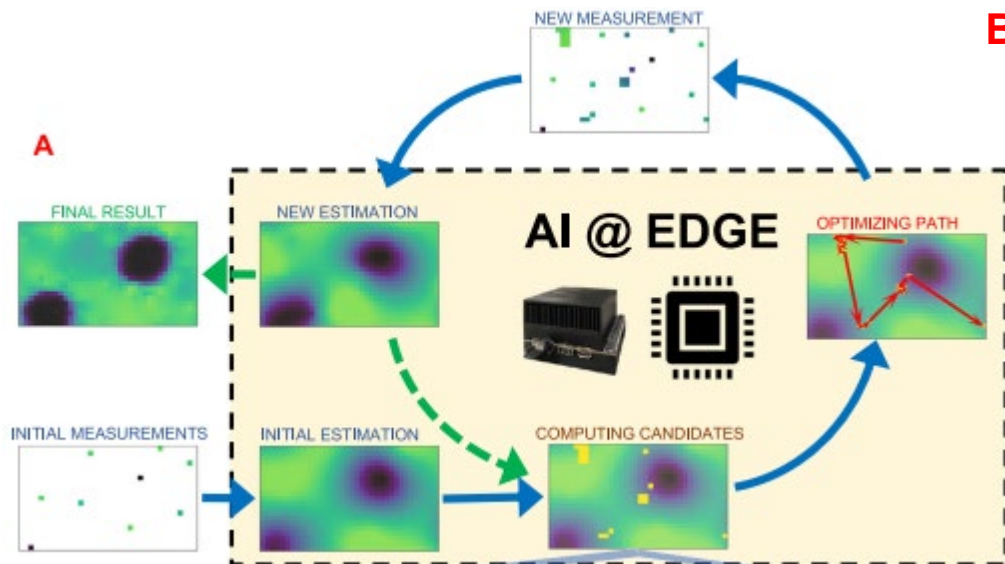 NEW MEASUREMENT
B
A
FINAL RESULT
NEW ESTIMATION
AI @ EDGE
OPTIMIZING PATH
INITIAL MEASUREMENTS
INITIAL ESTIMATION
COMPUTING CANDIDATES